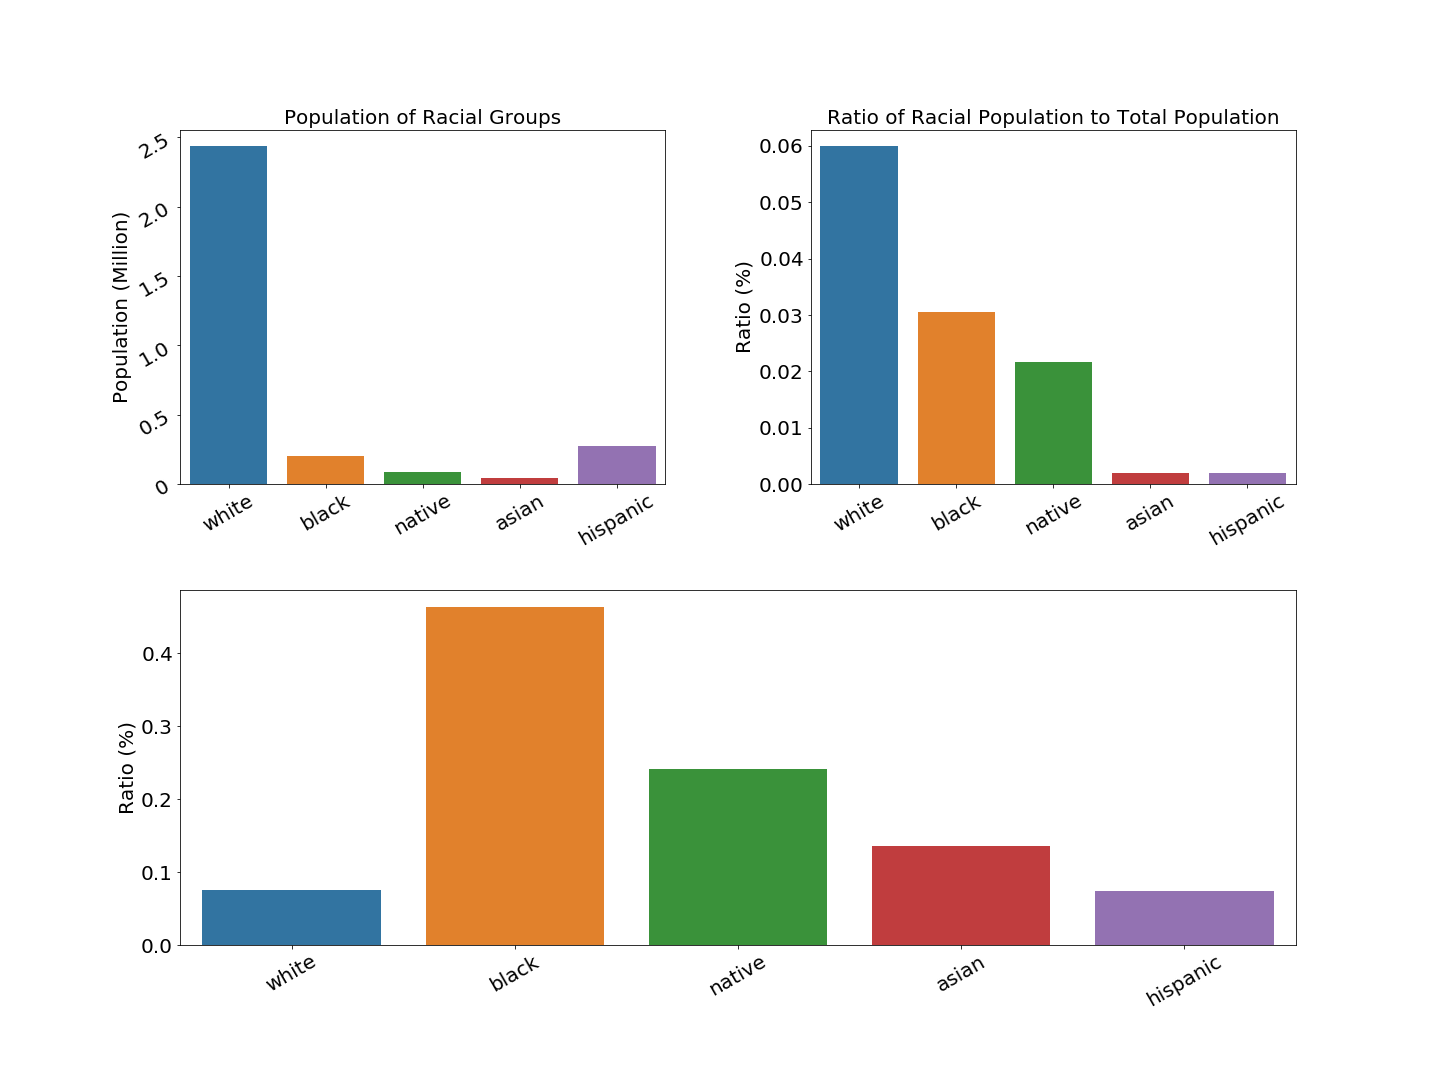 Population of Racial Groups
Population (Million)
2.5
2.0
1.5
1.0
0.5
0
white
black
native
asian
hispanic
Ratio of Racial Population to Total Population
Ratio (%)
0.06
0.05
0.04
0.03
0.02
0.01
0.00
white
black
native
asian
hispanic
Ratio (%)
0.4
0.3
0.2
0.1
0.0
white
black
native
asian
hispanic